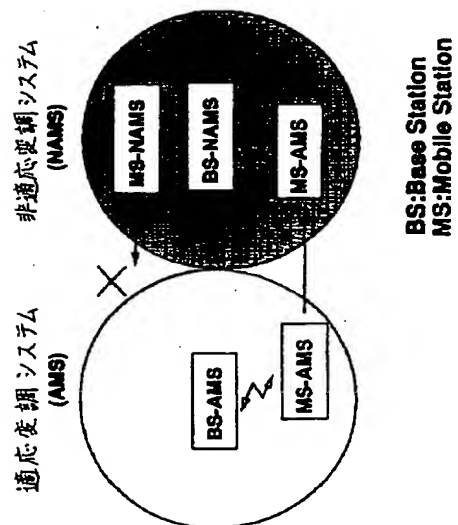 適応変調システム
(AMS)
非適応変調システム
(NAMS)
BS-AMS
MS-AMS
MS-NAMS
BS-NAMS
MS-AMS
BS:Base Station
MS:Mobile Station